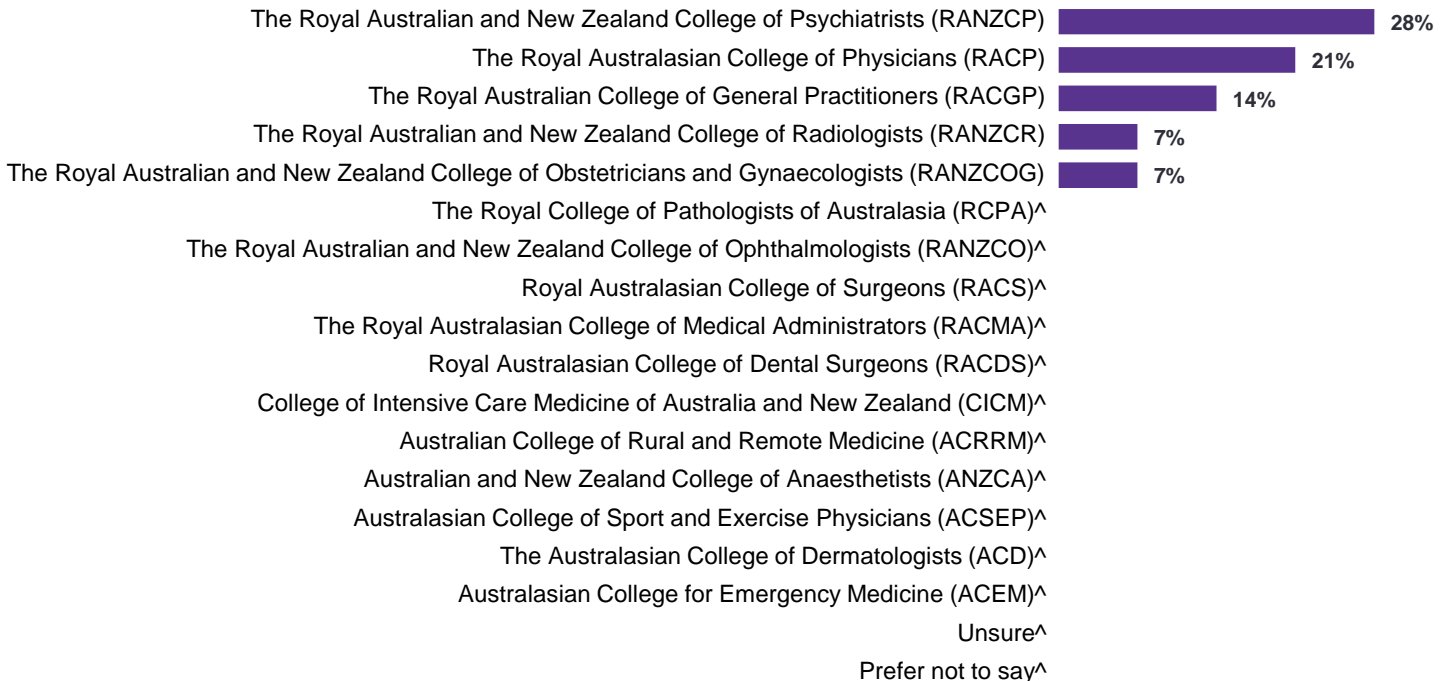 The Royal Australian and New Zealand College of Psychiatrists (RANZCP) 28%
The Royal Australasian College of Physicians (RACP) 21%
The Royal Australian College of General Practitioners (RACGP) 14%
The Royal Australian and New Zealand College of Radiologists (RANZCR) 7%
The Royal Australian and New Zealand College of Obstetricians and Gynaecologists (RANZCOG) 7%
The Royal College of Pathologists of Australasia (RCPA)^
The Royal Australian and New Zealand College of Ophthalmologists (RANZCO)^
Royal Australasian College of Surgeons (RACS)^
The Royal Australasian College of Medical Administrators (RACMA)^
Royal Australasian College of Dental Surgeons (RACDS)^
College of Intensive Care Medicine of Australia and New Zealand (CICM)^
Australian College of Rural and Remote Medicine (ACRRM)^
Australian and New Zealand College of Anaesthetists (ANZCA)^
Australasian College of Sport and Exercise Physicians (ACSEP)^
The Australasian College of Dermatologists (ACD)^
Australasian College for Emergency Medicine (ACEM)^
Unsure^
Prefer not to say^